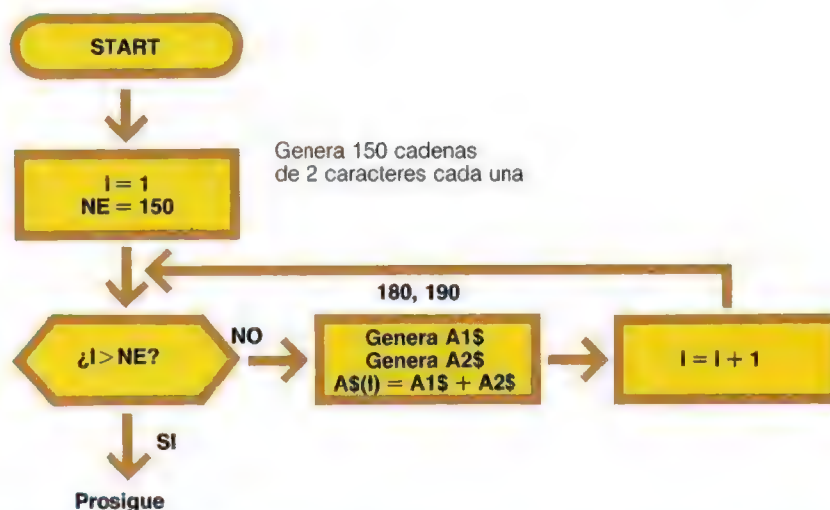 START
I = 1
NE = 150
Genera 150 cadenas
de 2 caracteres cada una
180, 190
¿I > NE?
NO
Genera A1$
Genera A2$
A$(I) = A1$ + A2$
I = I + 1
SI
Prosigue